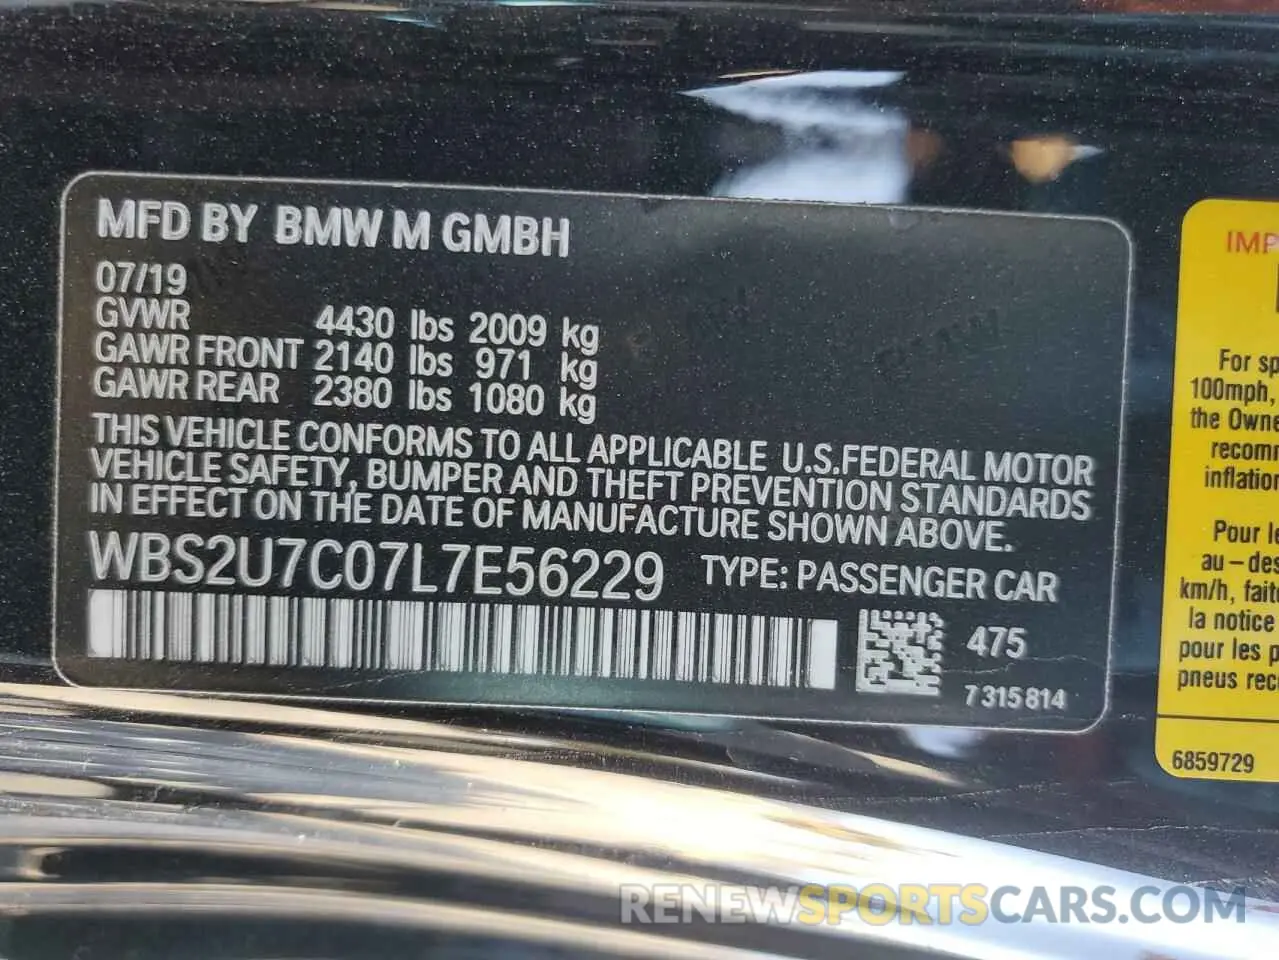 MFD BY BMW M GMBH
07/19
GVWR 4430 lbs 2009 kg
GAWR FRONT 2140 lbs 971 kg
GAWR REAR 2380 lbs 1080 kg
THIS VEHICLE CONFORMS TO ALL APPLICABLE U.S.FEDERAL MOTOR
VEHICLE SAFETY, BUMPER AND THEFT PREVENTION STANDARDS
IN EFFECT ON THE DATE OF MANUFACTURE SHOWN ABOVE.
WBS2U7C07L7E56229 TYPE: PASSENGER CAR
475
7 315 814
IMP
For sp
100mph,
the Owne
recomm
inflation
Pour le
au-des
km/h, faite
la notice
pour les p
pneus rec
6859729
RENEWSPORTSCARS.COM